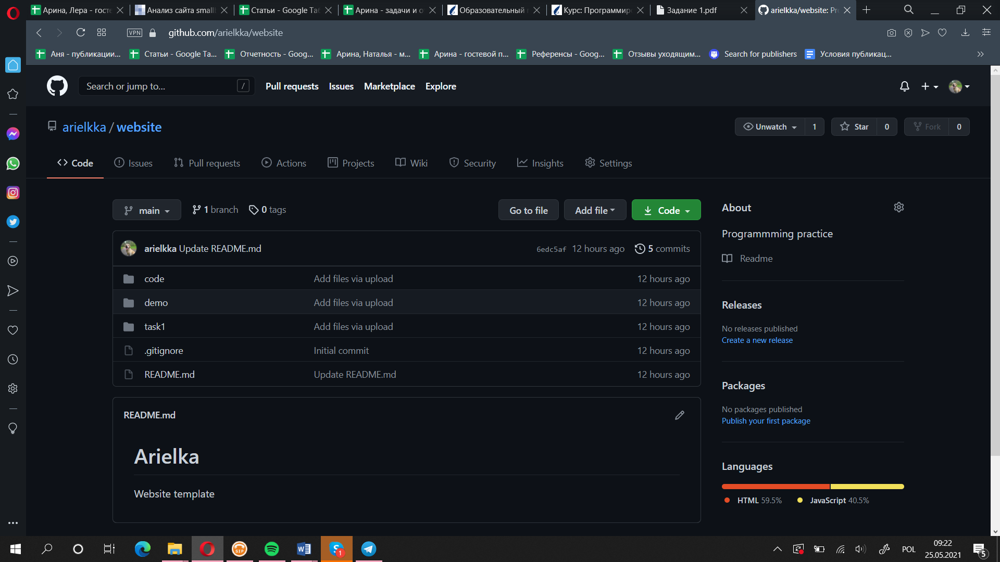 Арина, Лера - госте
Анализ сайта small
Статьи - Google Таб
Арина - задачи и о
Образовательный п
Курс: Программир
Задание 1.pdf
arielkka/website: Pr
VPN
github.com/arielkka/website
Аня - публикации...
Статьи - Google Ta...
Отчетность - Goog...
Арина, Наталья - м...
Арина - гостевой п...
Референсы - Goog...
Отзывы уходящим...
Search for publishers
Условия публикац...
Search or jump to...
/
Pull requests
Issues
Marketplace
Explore
arielkka / website
Unwatch
1
Star
0
Fork
0
Code
Issues
Pull requests
Actions
Projects
Wiki
Security
Insights
Settings
main
1 branch
0 tags
Go to file
Add file
Code
arielkka Update README.md
6edc5af
12 hours ago
5 commits
code
Add files via upload
12 hours ago
demo
Add files via upload
12 hours ago
task1
Add files via upload
12 hours ago
.gitignore
Initial commit
12 hours ago
README.md
Update README.md
12 hours ago
README.md
Arielka
Website template
About
Programmming practice
Readme
Releases
No releases published
Create a new release
Packages
No packages published
Publish your first package
Languages
HTML 59.5%
JavaScript 40.5%
SIP
W
S
1
POL
09:22
25.05.2021
5